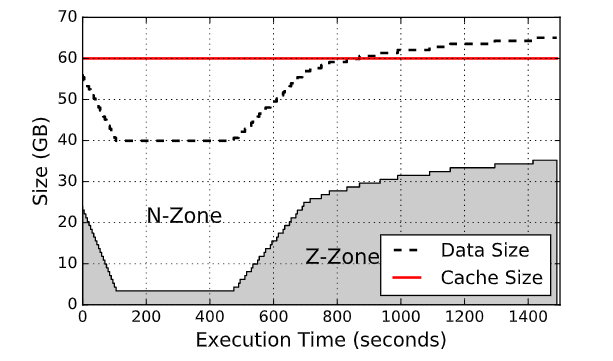 70
60
50
40
30
20
10
0
Size (GB)
N-Zone
Z-Zone
Data Size
Cache Size
0 200 400 600 800 1000 1200 1400
Execution Time (seconds)